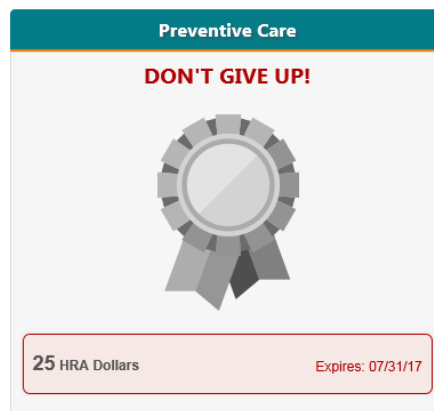 Preventive Care
DON'T GIVE UP!
25 HRA Dollars Expires: 07/31/17